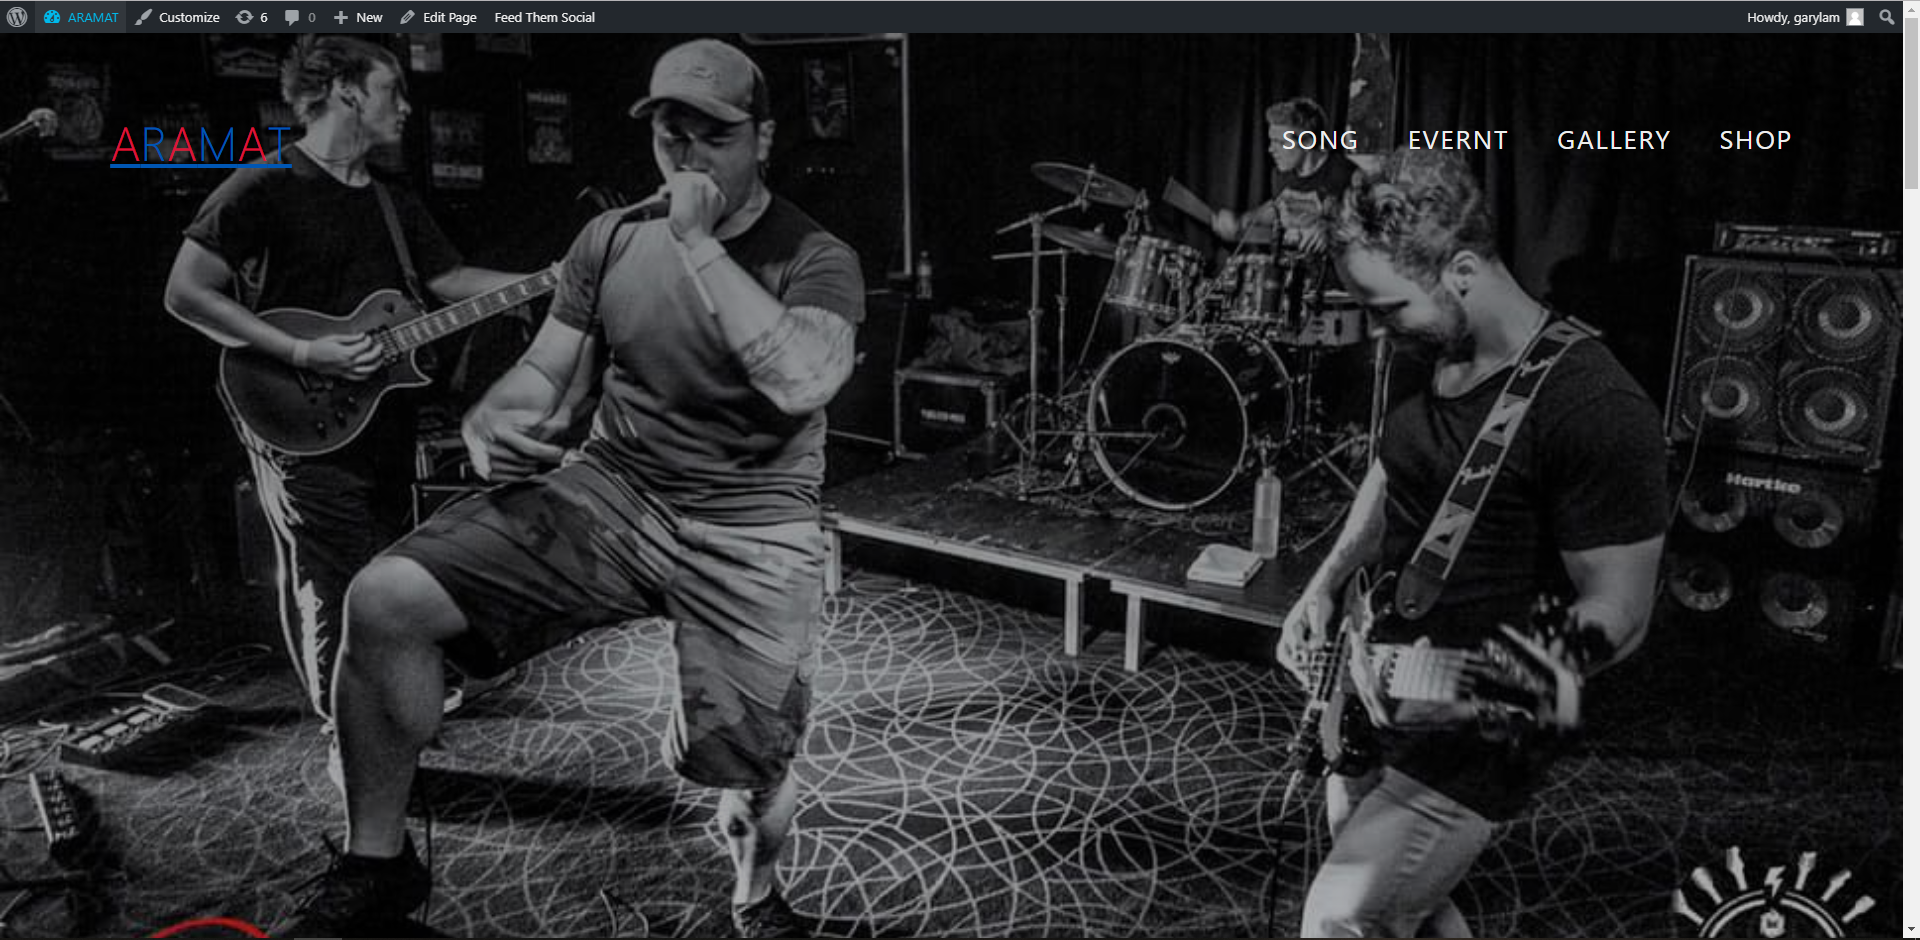 ARAMAT Customize 6 0 New Edit Page Feed Them Social Howdy, garylam
ARAMAT
SONG EVERNT GALLERY SHOP
Hartke